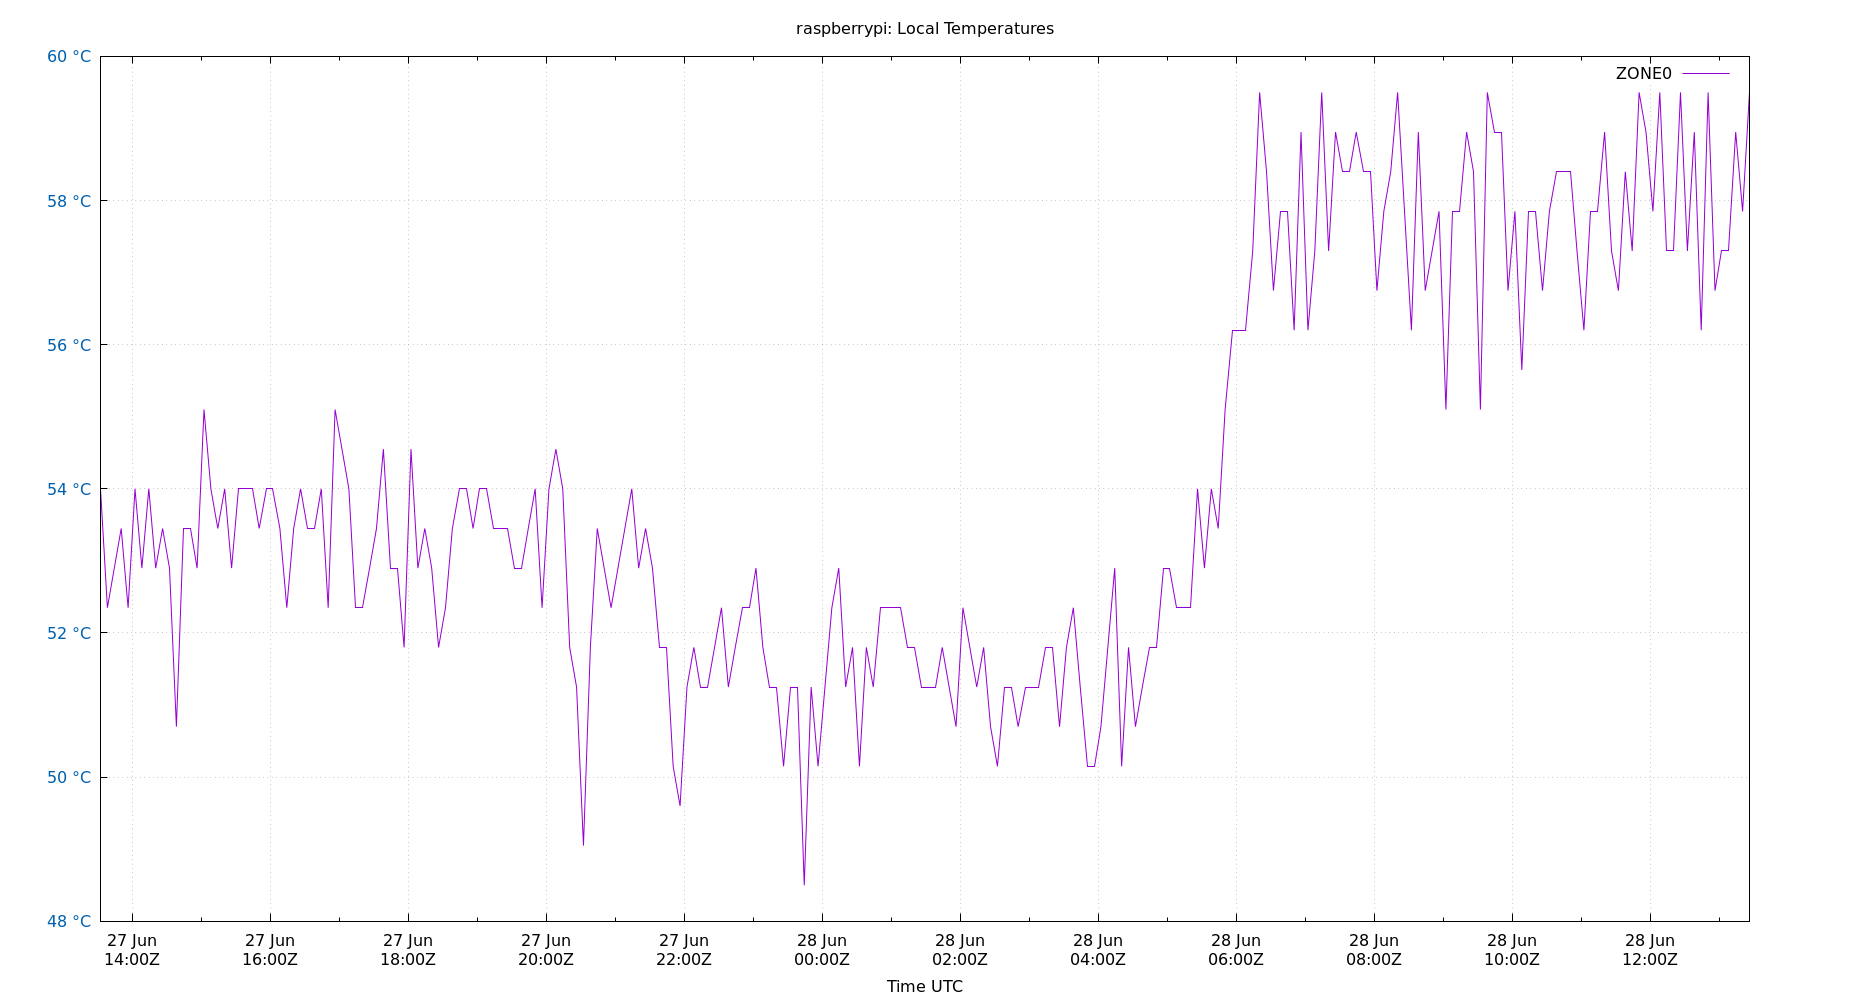 raspberrypi: Local Temperatures
60 °C
ZONE0
58 °C
56 °C
54 °C
52 °C
50 °C
48 °C
27 Jun 27 Jun 27 Jun 27 Jun 27 Jun 28 Jun 28 Jun 28 Jun 28 Jun 28 Jun 28 Jun 28 Jun
14:00Z 16:00Z 18:00Z 20:00Z 22:00Z 00:00Z 02:00Z 04:00Z 06:00Z 08:00Z 10:00Z 12:00Z
Time UTC